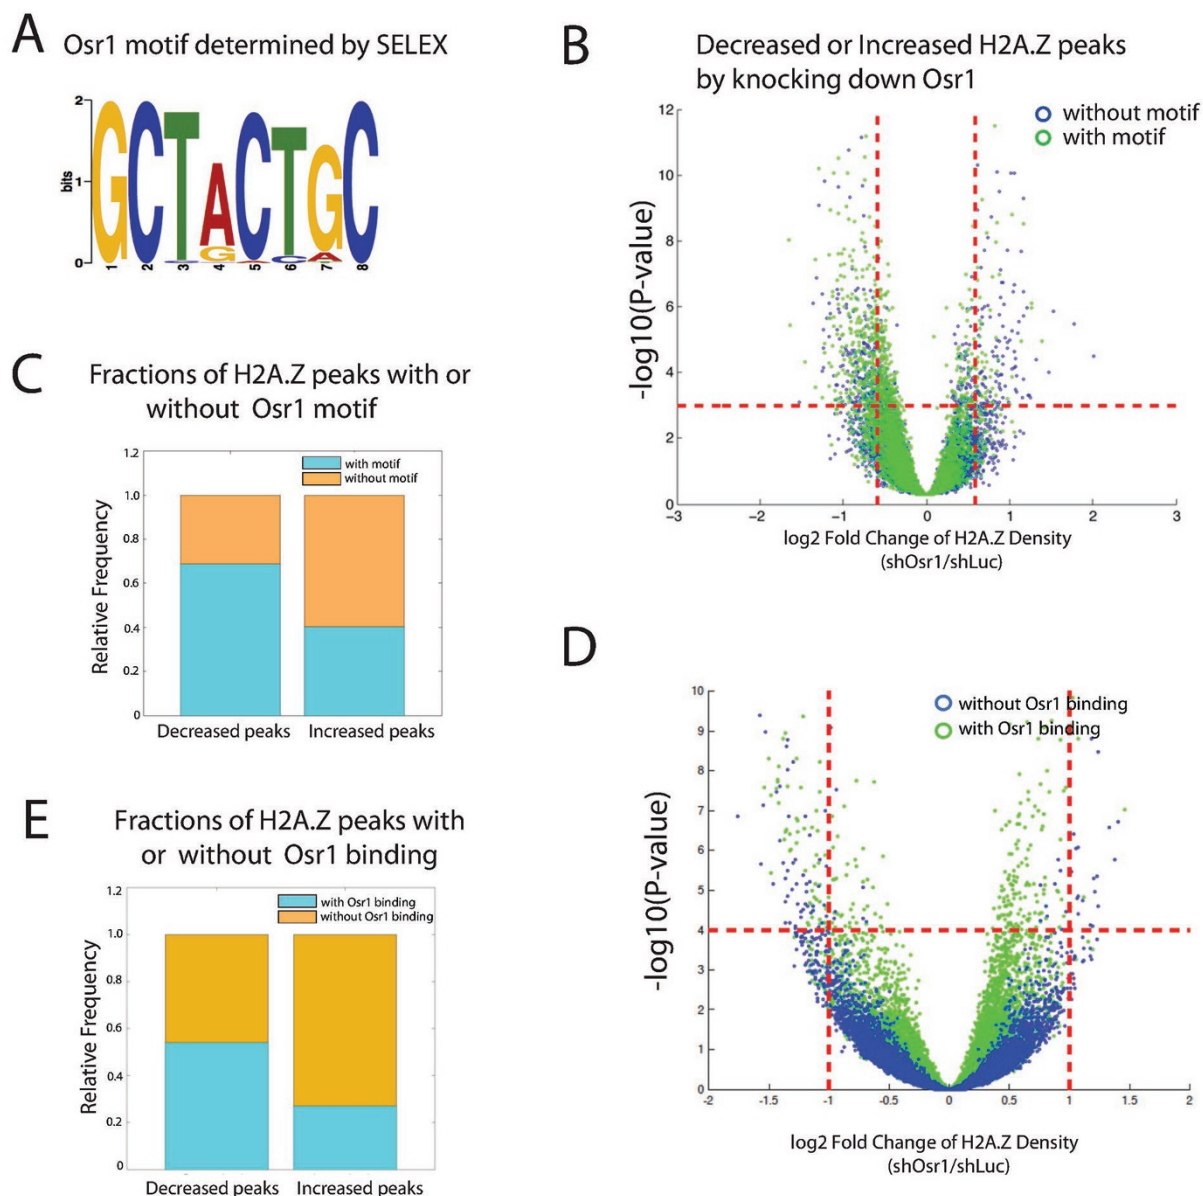 A
Osr1 motif determined by SELEX
2
1
0
bits
GCTACTGC
G
C
A
1 2 3 4 5 6 7 8
B
Decreased or Increased H2A.Z peaks
by knocking down Osr1
without motif
with motif
12
10
8
6
4
2
0
-log10(P-value)
−3 −2 −1 0 1 2 3
log2 Fold Change of H2A.Z Density
(shOsr1/shLuc)
C
Fractions of H2A.Z peaks with or
without Osr1 motif
with motif
without motif
1.2
1.0
0.8
0.6
0.4
0.2
0
Relative Frequency
Decreased peaks Increased peaks
D
without Osr1 binding
with Osr1 binding
10
9
8
7
6
5
4
3
2
1
0
-log10(P-value)
-2 -1.5 -1 -0.5 0 0.5 1 1.5 2
log2 Fold Change of H2A.Z Density
(shOsr1/shLuc)
E
Fractions of H2A.Z peaks with
or without Osr1 binding
with Osr1 binding
without Osr1 binding
1.2
1.0
0.8
0.6
0.4
0.2
0
Relative Frequency
Decreased peaks Increased peaks